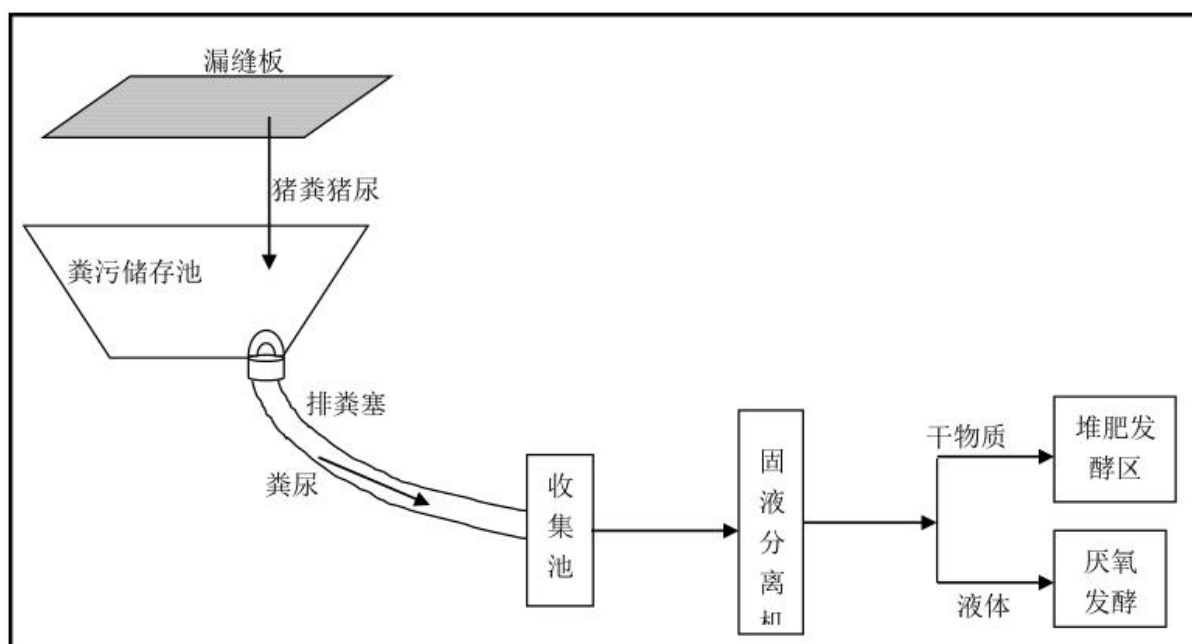 漏缝板
猪粪猪尿
粪污储存池
排粪塞
粪尿
收
集
池
固
液
分
离
机
干物质
堆肥发
酵区
液体
厌氧
发酵